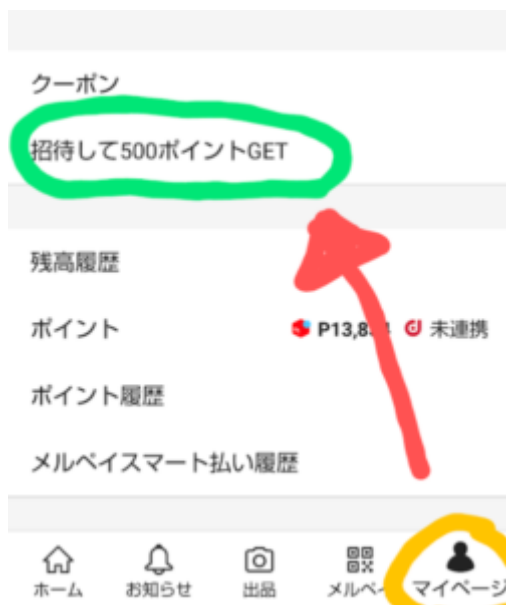 クーポン
招待して500ポイントGET
残高履歴
ポイント 未連携
ポイント履歴
メルペイスマート払い履歴
ホーム お知らせ 出品 マイページ